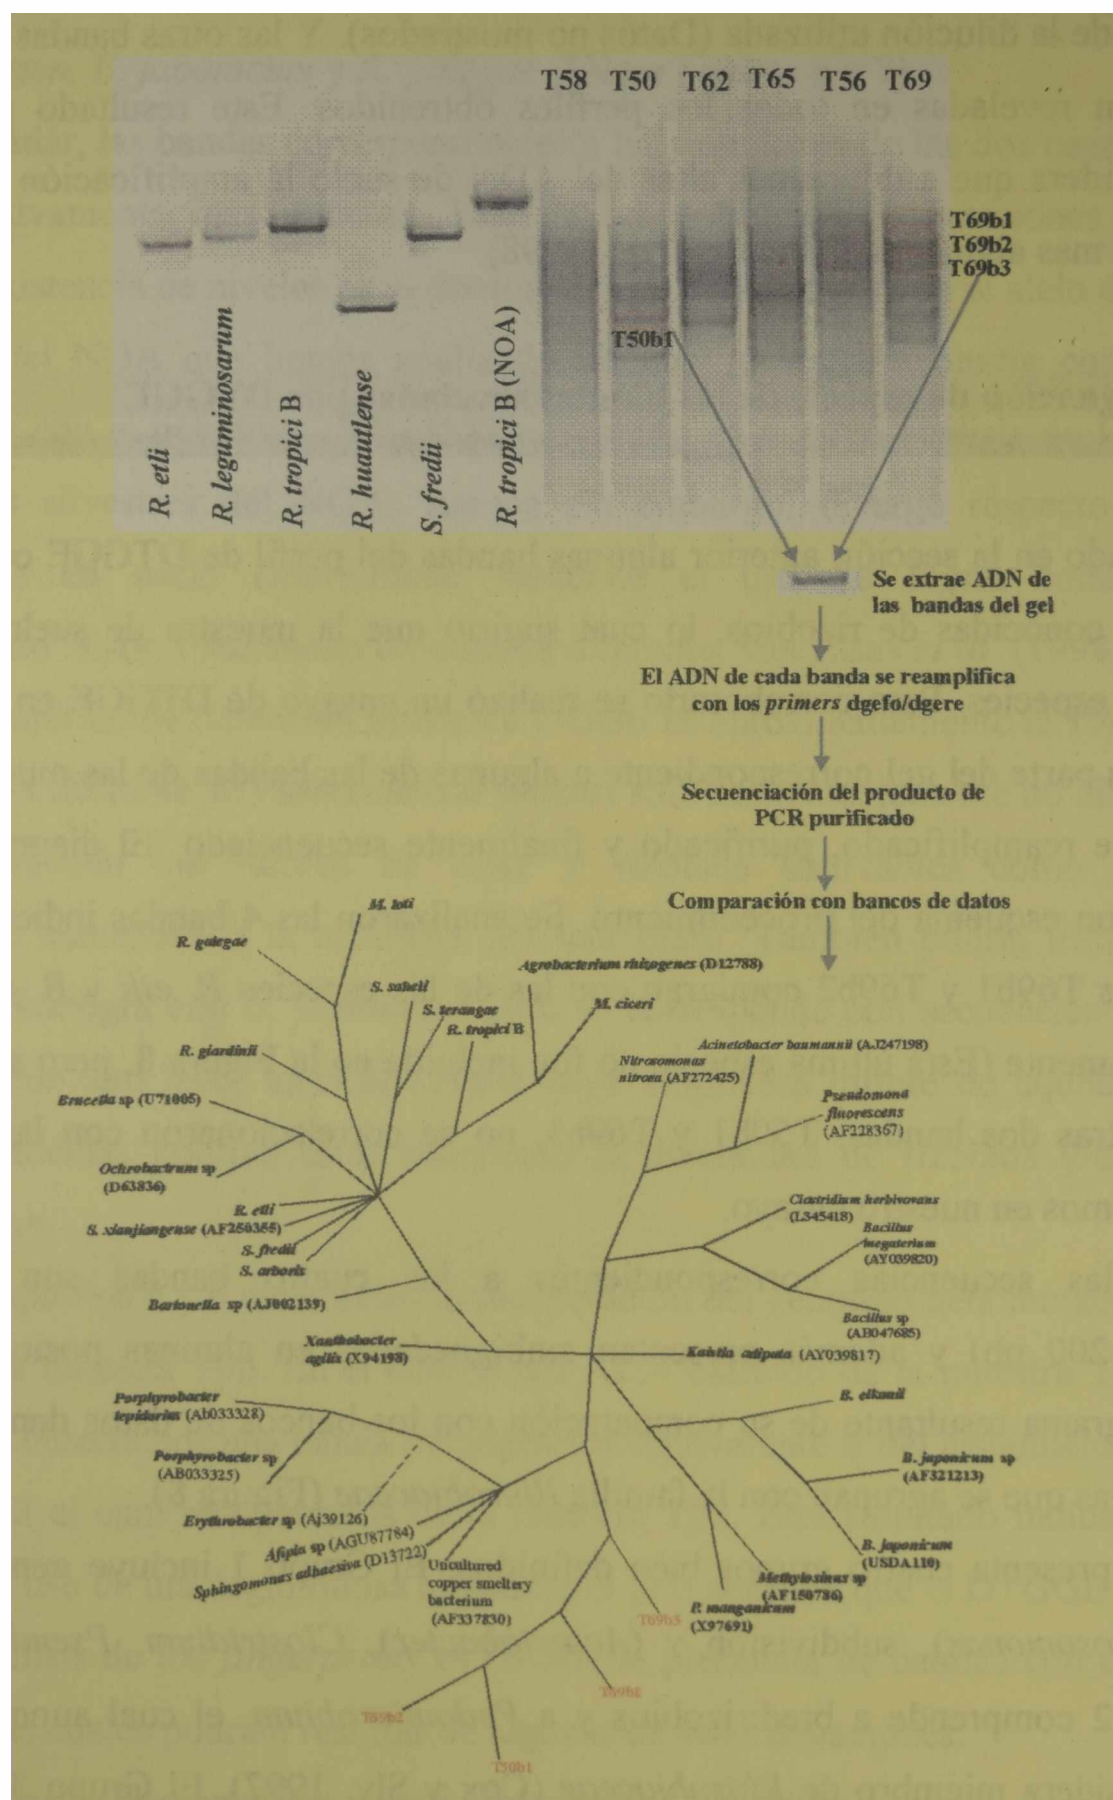 T58 T50 T62 T65 T56 T69
T69b1
T69b2
T69b3
T50b1
R. etli
R. leguminosarum
R. tropici B
R. huautlense
S. fredii
R. tropici B (NOA)
Se extrae ADN de
las bandas del gel
El ADN de cada banda se reamplifica
con los primers dgefo/dgere
Secuenciación del producto de
PCR purificado
Comparación con bancos de datos
M. loti
R. galegae
S. saheli
S. terangae
R. tropici B
Agrobacterium rhizogenes (D12788)
M. ciceri
R. giardinii
Brucella sp (U71005)
Ochrobactrum sp
(D63836)
R. etli
S. xianjiangense (AF250355)
S. fredii
S. arboris
Bartonella sp (AJ002139)
Xanthobacter
agilis (X94198)
Nitrosomonas
nitrosa (AF272425)
Acinetobacter baumannii (AJ247198)
Pseudomona
fluorescens
(AF228367)
Clostridium herbivovans
(L345418)
Bacillus
megaterium
(AY039820)
Bacillus sp
(AB047685)
Kaistia adipata (AY039817)
Porphyrobacter
tepidarius (Ab033328)
Porphyrobacter sp
(AB033325)
Erythrobacter sp (Aj39126)
Afipia sp (AGU87784)
Sphingomonas adhaesiva (D13722)
Uncultured
copper smeltery
bacterium
(AF337830)
B. elkanii
B. japonicum sp
(AF321213)
B. japonicum
(USDA110)
Methylosinus sp
(AF150786)
P. manganicum
(X97691)
T69b3
T69b1
T69b2
T50b1